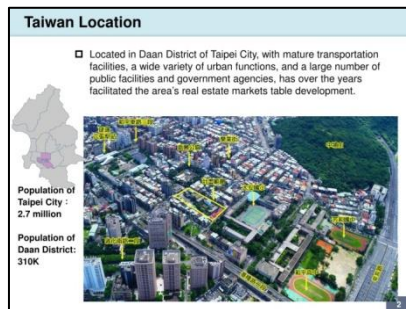 Taiwan Location
Located in Daan District of Taipei City, with mature transportation
facilities, a wide variety of urban functions, and a large number of
public facilities and government agencies, has over the years
facilitated the area's real estate markets table development.
Population of
Taipei City：
2.7 million
Population of
Daan District:
310K
2